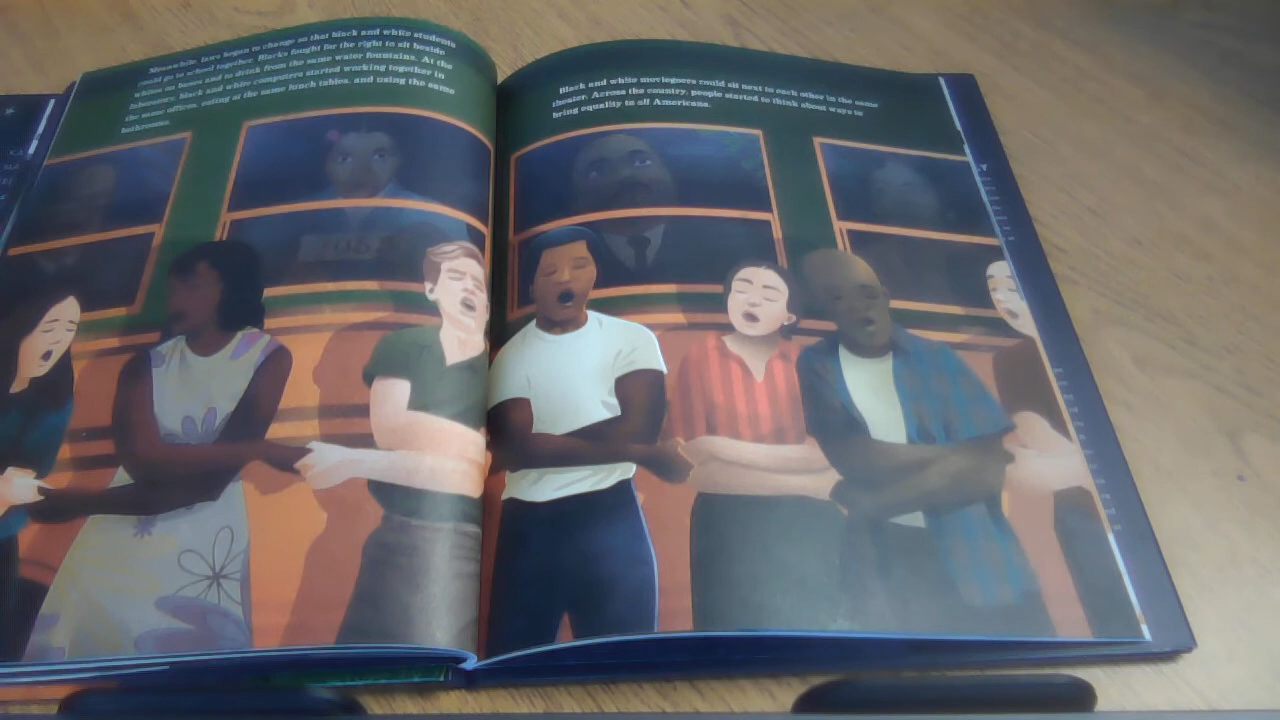 Meanwhile, laws began to change so that black and white students
could go to school together. Blacks fought for the right to sit beside
whites on buses and to drink from the same water fountains. At the
laboratory, black and white computers started working together in
the same offices, eating at the same lunch tables, and using the same
bathrooms.
Black and white moviegoers could sit next to each other in the same
theater. Across the country, people started to think about ways to
bring equality to all Americans.